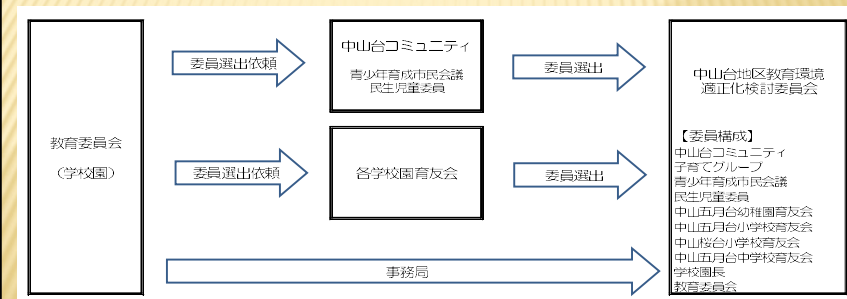 教育委員会
（学校園）
委員選出依頼
中山台コミュニティ
青少年育成市民会議
民生児童委員
委員選出
委員選出依頼
各学校園育友会
委員選出
事務局
中山台地区教育環境
適正化検討委員会
【委員構成】
中山台コミュニティ
子育てグループ
青少年育成市民会議
民生児童委員
中山五月台幼稚園育友会
中山五月台小学校育友会
中山桜台小学校育友会
中山五月台中学校育友会
学校園長
教育委員会